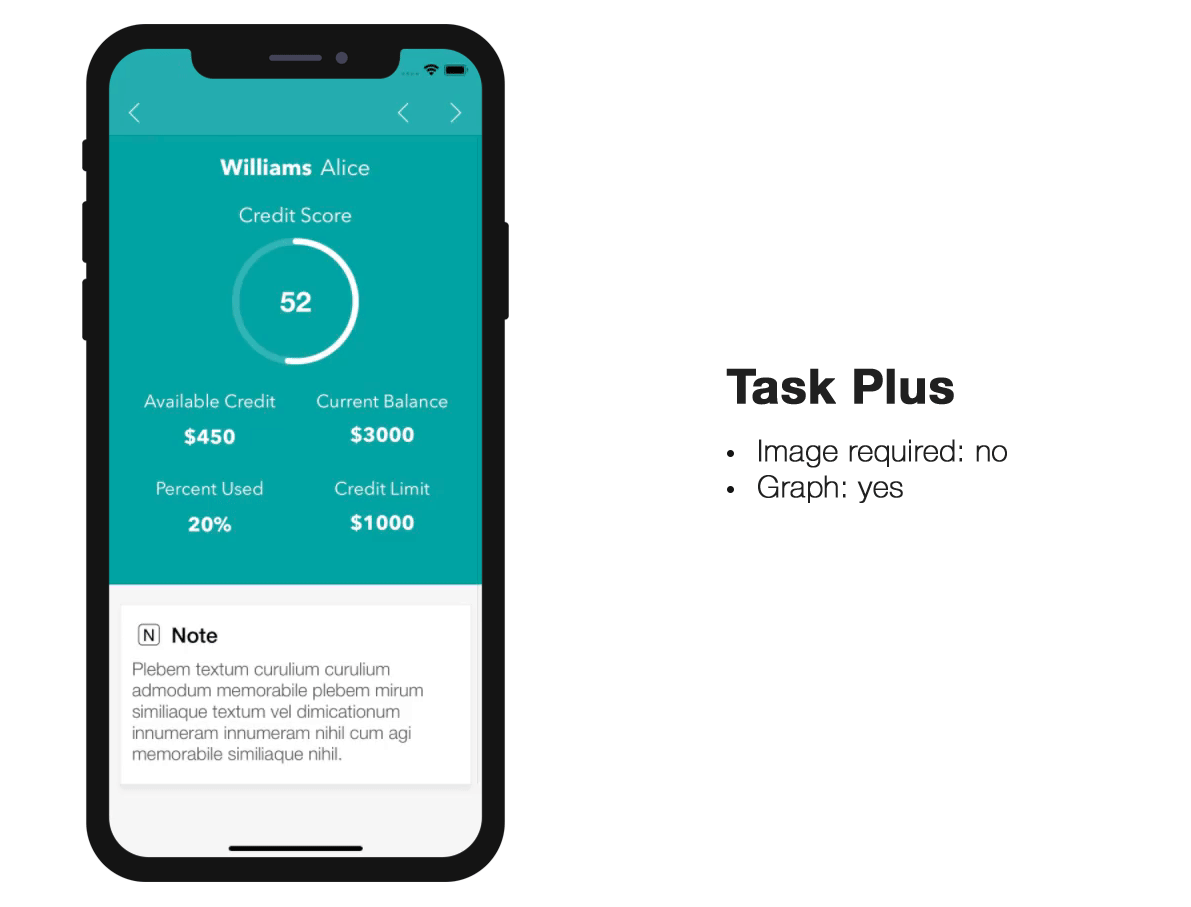 Williams Alice
Credit Score
52
Available Credit Current Balance
$450 $3000
Percent Used Credit Limit
20% $1000
N Note
Plebem textum curulium curulium
admodum memorabile plebem mirum
similiaque textum vel dimicationum
innumeram innumeram nihil cum agi
memorabile similiaque nihil.
Task Plus
• Image required: no
• Graph: yes